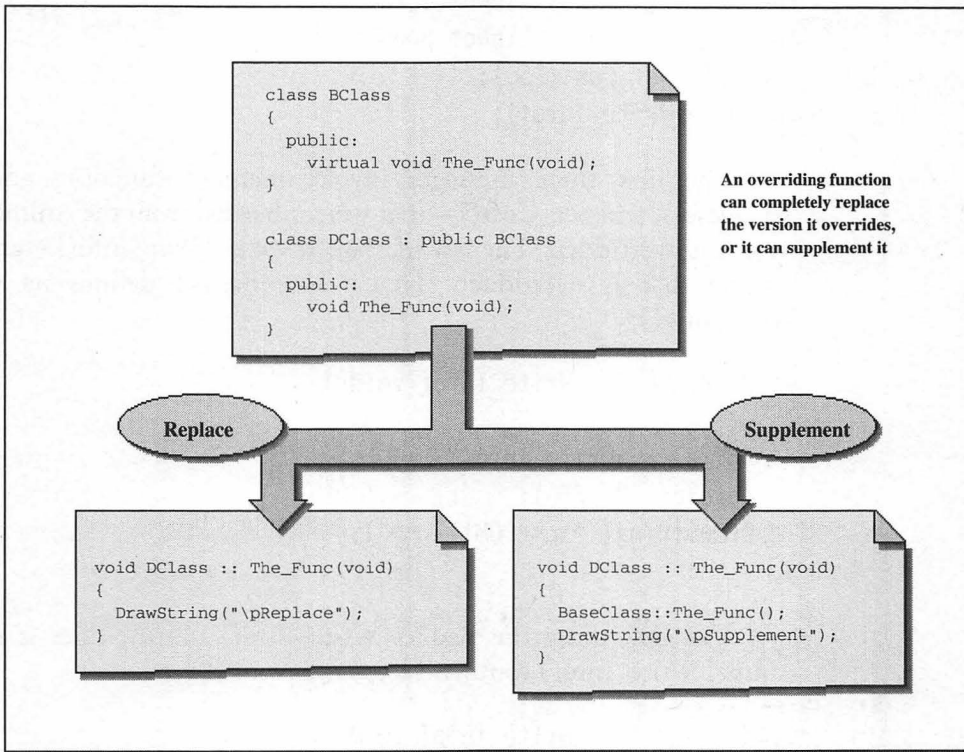 class BClass
{
  public:
    virtual void The_Func(void);
}
class DClass : public BClass
{
  public:
    void The_Func(void);
}
An overriding function
can completely replace
the version it overrides,
or it can supplement it
Replace
Supplement
void DClass :: The_Func(void)
{
  DrawString("\pReplace");
}
void DClass :: The_Func(void)
{
  BaseClass::The_Func();
  DrawString("\pSupplement");
}